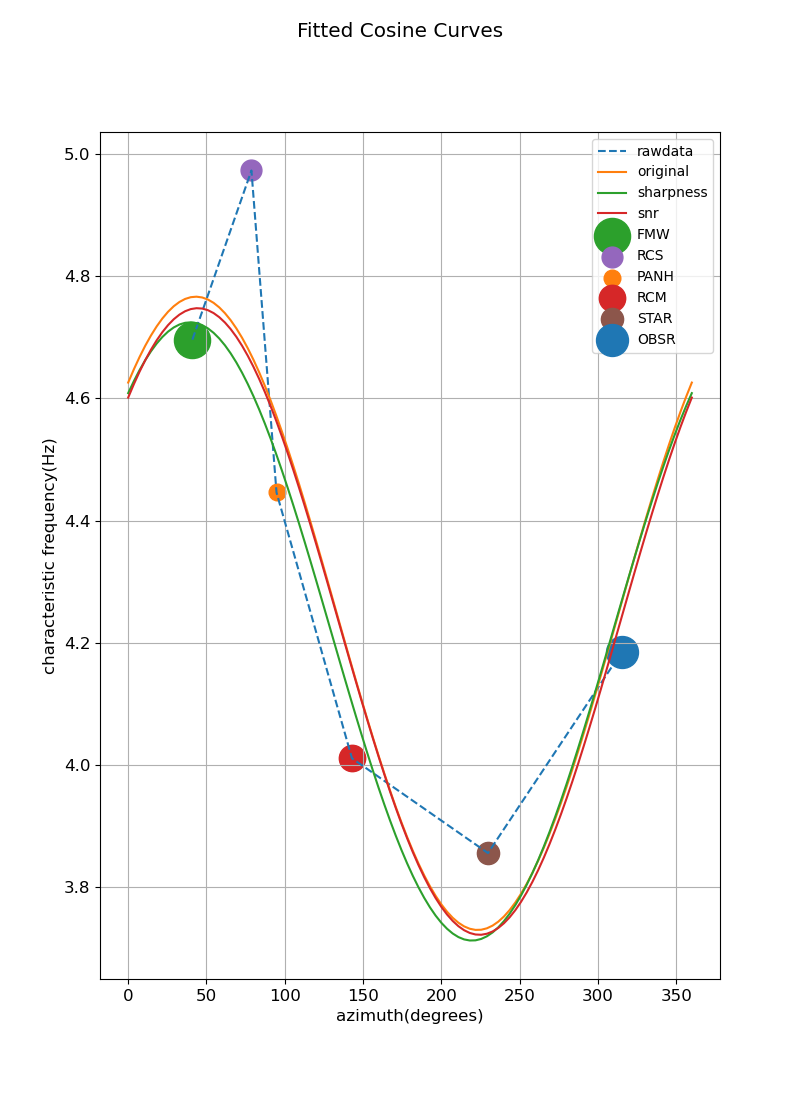 Fitted Cosine Curves
5.0
4.8
4.6
4.4
4.2
4.0
3.8
characteristic frequency(Hz)
rawdata
original
sharpness
snr
FMW
RCS
PANH
RCM
STAR
OBSR
0 50 100 150 200 250 300 350
azimuth(degrees)